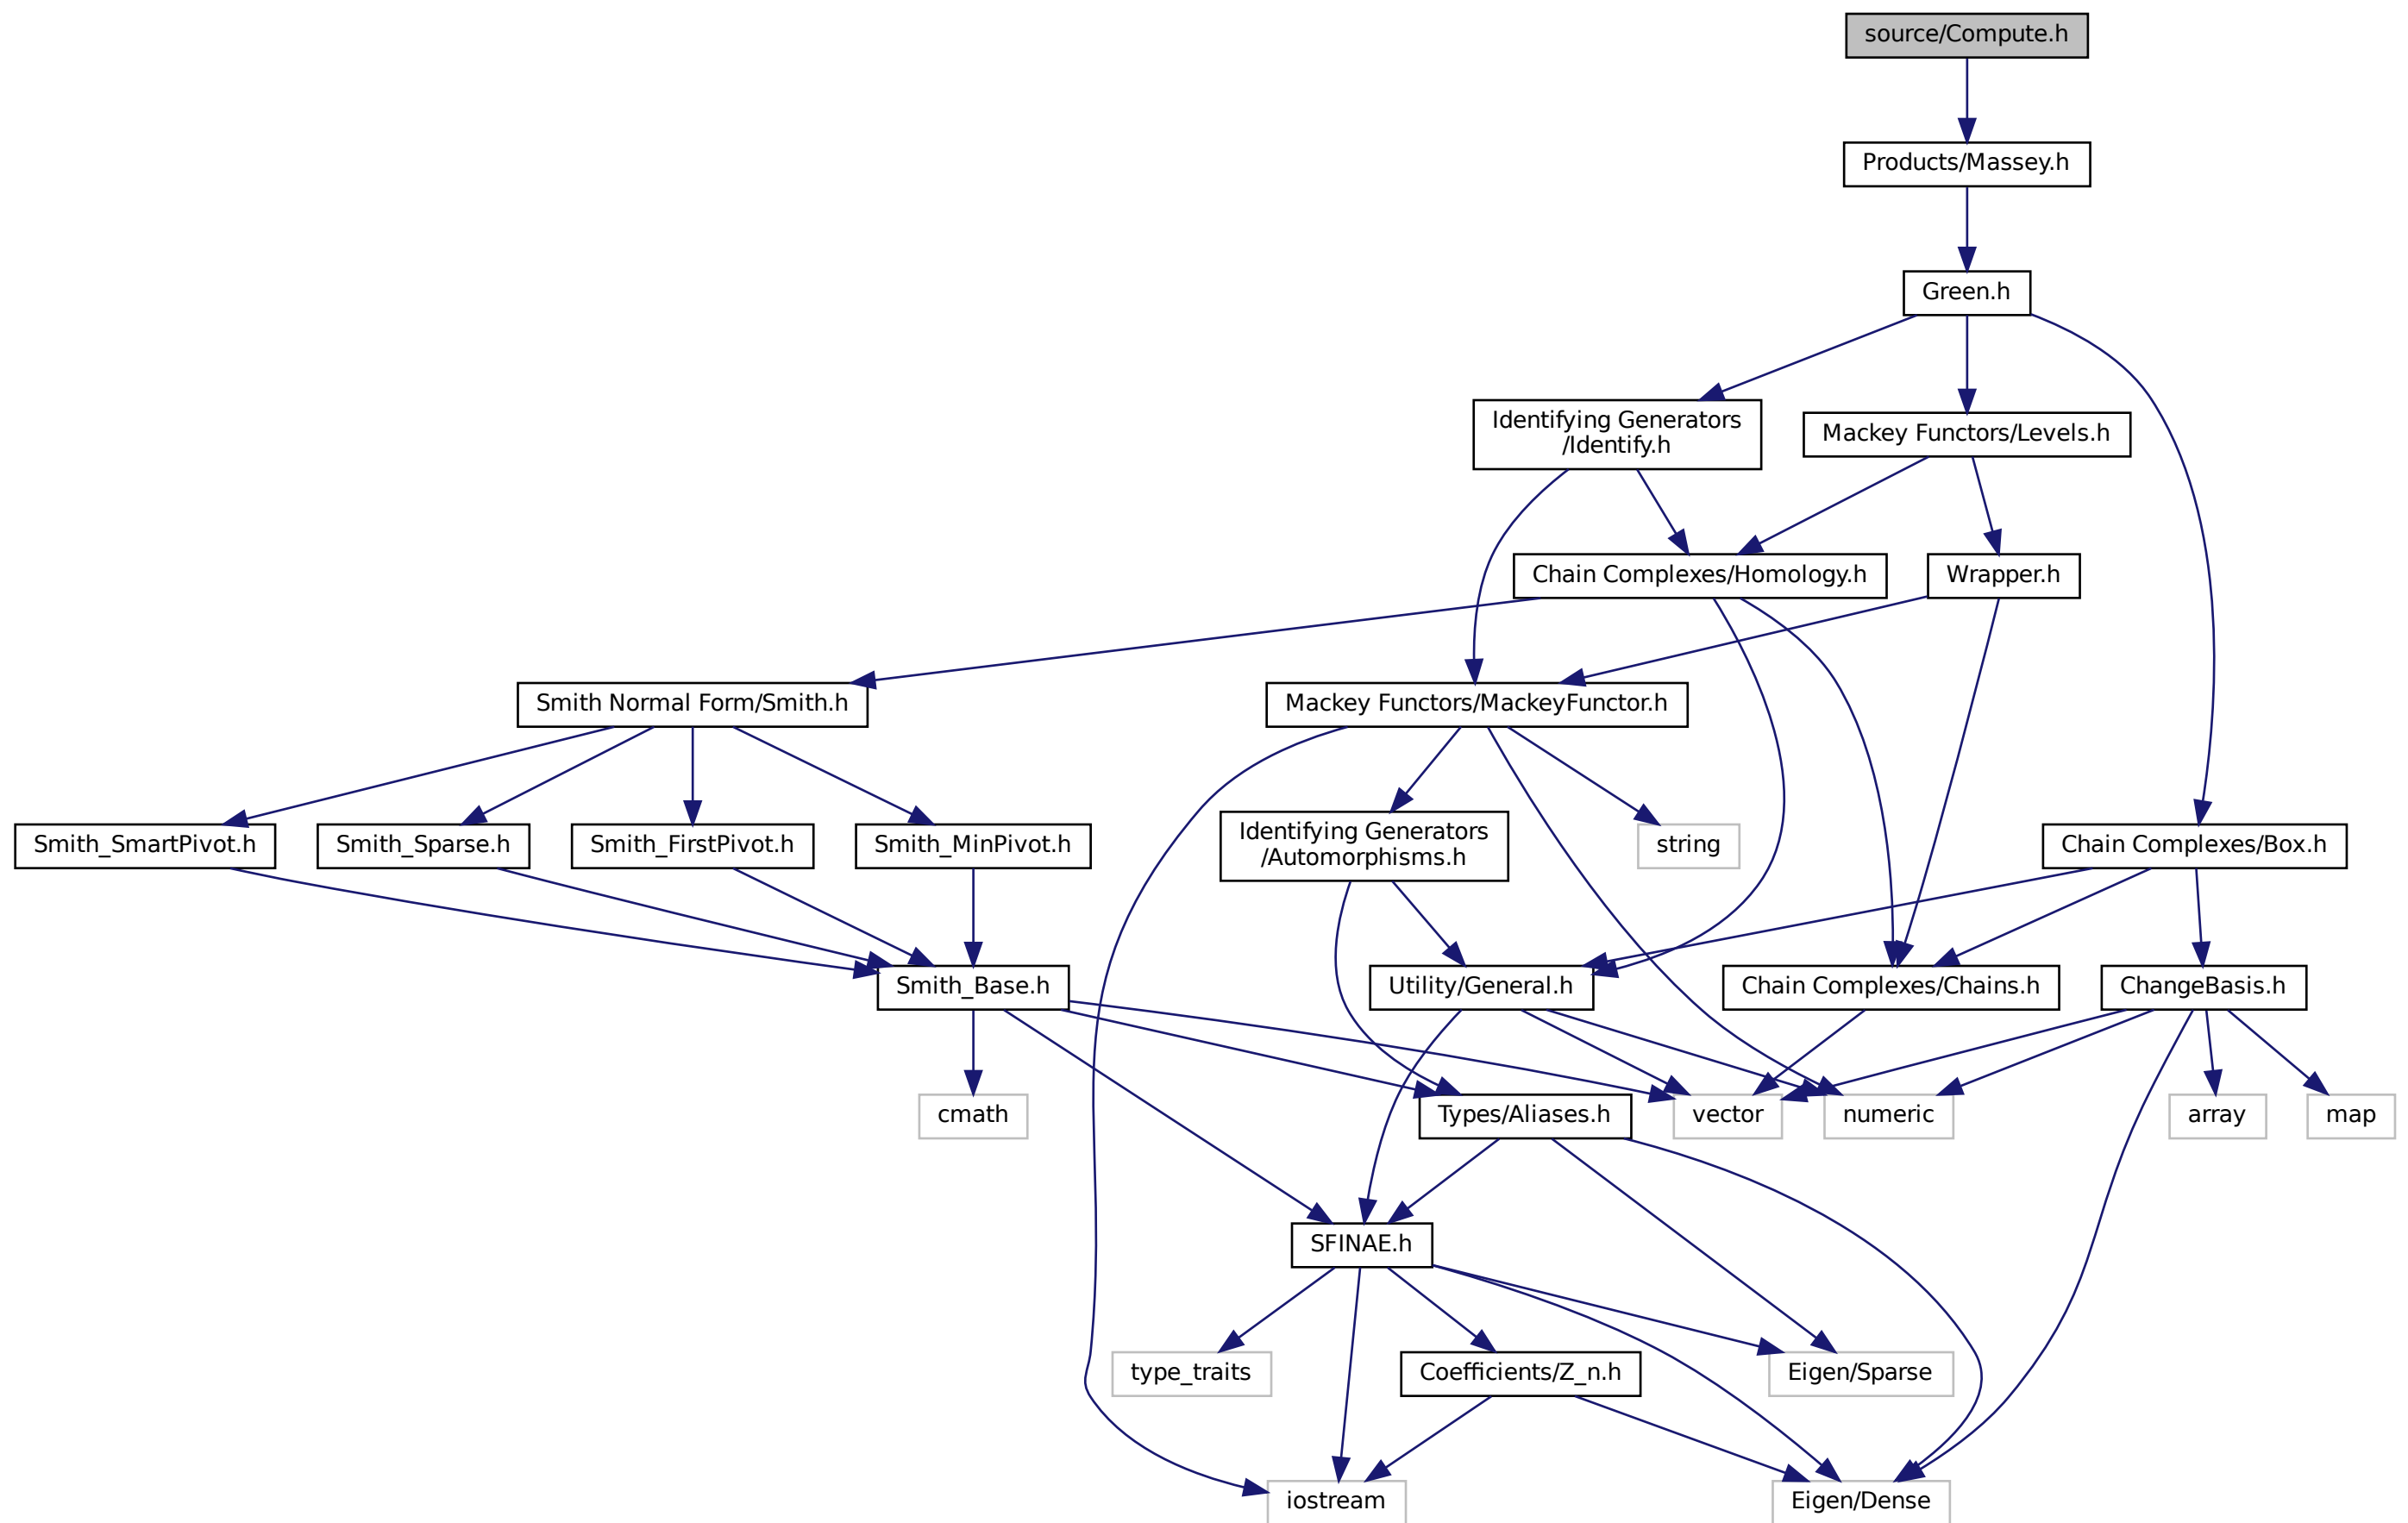 source/Compute.h
Products/Massey.h
Green.h
Identifying Generators
/Identify.h
Mackey Functors/Levels.h
Chain Complexes/Homology.h
Wrapper.h
Smith Normal Form/Smith.h
Mackey Functors/MackeyFunctor.h
Smith_SmartPivot.h
Smith_Sparse.h
Smith_FirstPivot.h
Smith_MinPivot.h
Identifying Generators
/Automorphisms.h
string
Chain Complexes/Box.h
Smith_Base.h
Utility/General.h
Chain Complexes/Chains.h
ChangeBasis.h
cmath
Types/Aliases.h
vector
numeric
array
map
SFINAE.h
type_traits
Coefficients/Z_n.h
Eigen/Sparse
iostream
Eigen/Dense